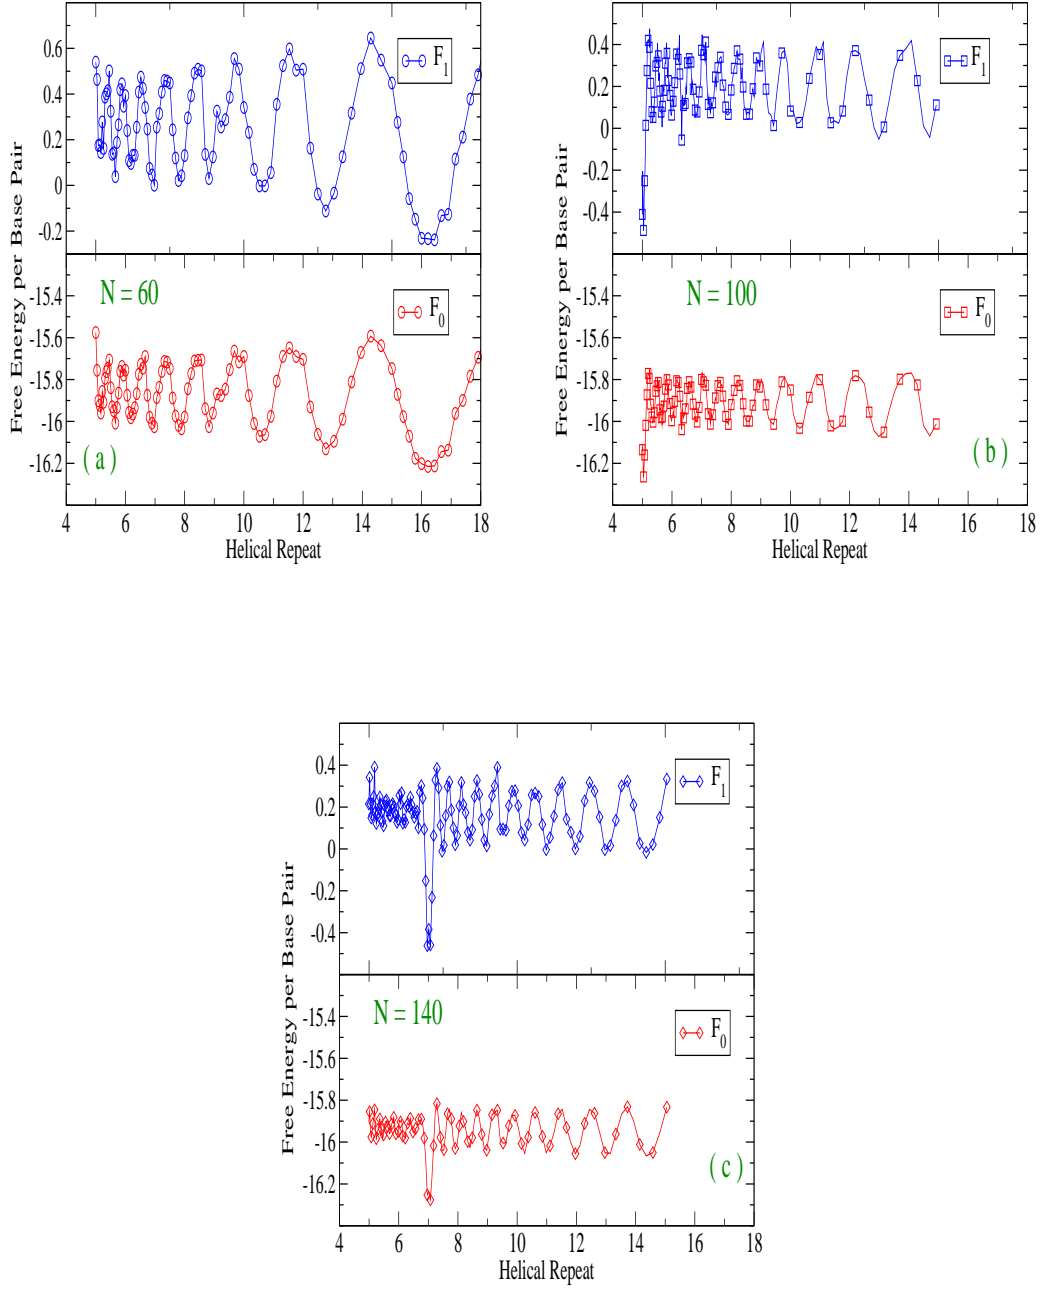 0.6
0.4
0.2
0
-0.2
F1
Free Energy per Base Pair
-15.4
-15.6
-15.8
-16
-16.2
N = 60
F0
( a )
4 6 8 10 12 14 16 18
Helical Repeat
0.4
0.2
0
-0.2
-0.4
F1
Free Energy per Base Pair
-15.4
-15.6
-15.8
-16
-16.2
N = 100
F0
( b )
4 6 8 10 12 14 16 18
Helical Repeat
0.4
0.2
0
-0.2
-0.4
F1
Free Energy per Base Pair
-15.4
-15.6
-15.8
-16
-16.2
N = 140
F0
( c )
4 6 8 10 12 14 16 18
Helical Repeat